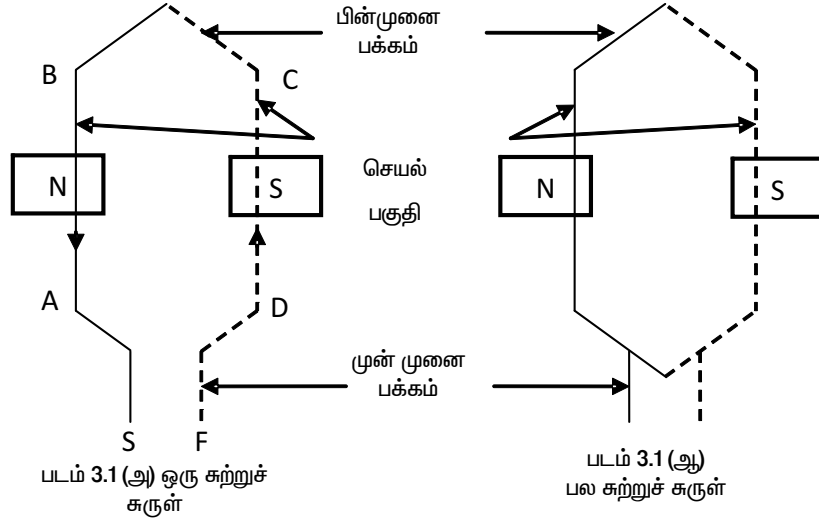 பின்முனை
பக்கம்
B
C
N
S
செயல்
பகுதி
N
S
A
D
முன் முனை
பக்கம்
S
F
படம் 3.1 (அ) ஒரு சுற்றுச்
சுருள்
படம் 3.1 (ஆ)
பல சுற்றுச் சுருள்